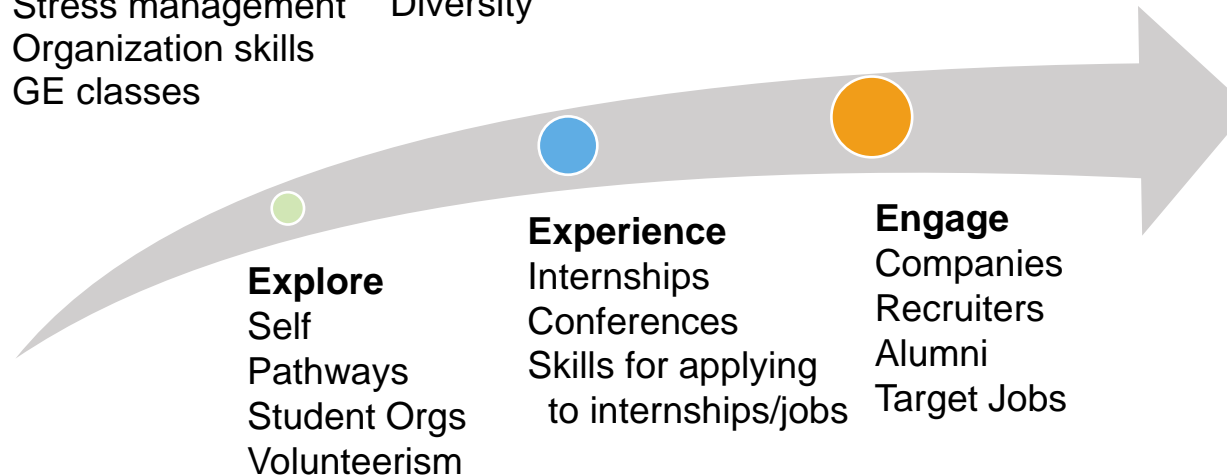 Stress management
Organization skills
GE classes
Diversity
Explore
Self
Pathways
Student Orgs
Volunteerism
Experience
Internships
Conferences
Skills for applying
to internships/jobs
Engage
Companies
Recruiters
Alumni
Target Jobs